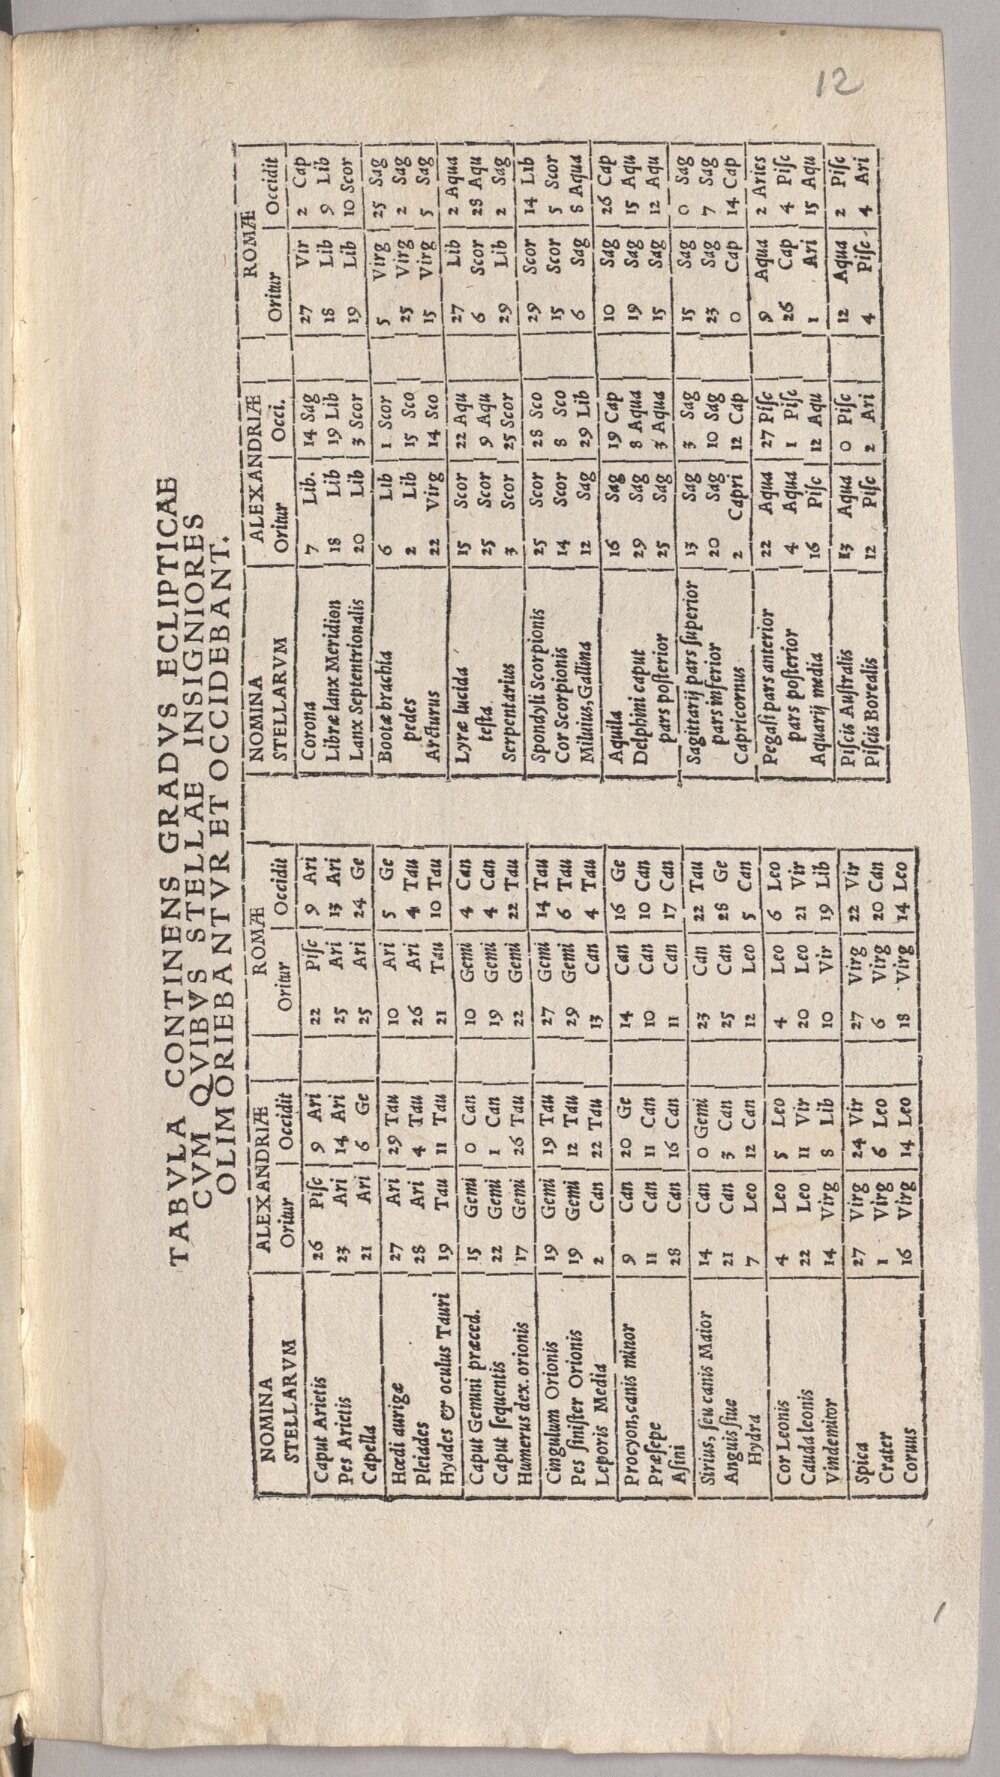 12
TABVLA CONTINENS GRADVS ECLIPTICAE
CVM QVIBVS STELLAE INSIGNIORES
OLIM ORIEBANTVR ET OCCIDEBANT.
NOMINA STELLARVM | ALEXANDRIÆ | ROMÆ
Oritur | Occidit | Oritur | Occidit
Caput Arietis | 26 Piſc | 9 Ari | 22 Piſc | 9 Ari
Pes Arietis | 23 Ari | 14 Ari | 25 Ari | 13 Ari
Capella | 21 Ari | 6 Ge | 25 Ari | 24 Ge
Hœdi aurigæ | 27 Ari | 29 Tau | 10 Ari | 5 Ge
Pleiades | 28 Ari | 4 Tau | 26 Ari | 4 Tau
Hyades & oculus Tauri | 19 Tau | 11 Tau | 21 Tau | 10 Tau
Caput Gemini præced. | 15 Gemi | 0 Can | 10 Gemi | 4 Can
Caput ſequentis | 22 Gemi | 1 Can | 19 Gemi | 4 Can
Humerus dex. orionis | 17 Gemi | 26 Tau | 22 Gemi | 22 Tau
Cingulum Orionis | 19 Gemi | 19 Tau | 27 Gemi | 14 Tau
Pes ſiniſter Orionis | 19 Gemi | 12 Tau | 29 Gemi | 6 Tau
Leporis Media | 2 Can | 22 Tau | 13 Can | 4 Tau
Procyon, canis minor | 9 Can | 20 Ge | 14 Can | 16 Ge
Præſepe | 11 Can | 11 Can | 10 Can | 10 Can
Aſini | 28 Can | 16 Can | 11 Can | 17 Can
Sirius, ſeu canis Maior | 14 Can | 0 Gemi | 23 Can | 22 Tau
Anguis ſiue | 21 Can | 3 Can | 25 Can | 28 Ge
Hydra | 7 Leo | 12 Can | 12 Leo | 5 Can
Cor Leonis | 4 Leo | 5 Leo | 4 Leo | 6 Leo
Cauda leonis | 22 Leo | 11 Vir | 20 Leo | 21 Vir
Vindemitor | 14 Virg | 8 Lib | 10 Vir | 19 Lib
Spica | 27 Virg | 24 Vir | 27 Virg | 22 Vir
Crater | 1 Virg | 6 Leo | 6 Virg | 20 Can
Coruus | 16 Virg | 14 Leo | 18 Virg | 14 Leo
NOMINA STELLARVM | ALEXANDRIÆ | ROMÆ
Oritur | Occi. | Oritur | Occidit
Corona | 7 Lib. | 14 Sag | 27 Vir | 2 Cap
Libræ lanx Meridion | 18 Lib | 19 Lib | 18 Lib | 9 Lib
Lanx Septentrionalis | 20 Lib | 3 Scor | 19 Lib | 10 Scor
Bootæ brachia | 6 Lib | 1 Scor | 5 Virg | 25 Sag
pedes | 2 Lib | 15 Sco | 25 Virg | 2 Sag
Arcturus | 22 Virg | 14 Sco | 15 Virg | 5 Sag
Lyræ lucida | 15 Scor | 22 Aqu | 27 Lib | 2 Aqua
teſta | 25 Scor | 9 Aqu | 6 Scor | 28 Aqu
Serpentarius | 3 Scor | 25 Scor | 29 Lib | 2 Sag
Spondyli Scorpionis | 25 Scor | 28 Sco | 29 Scor | 14 Lib
Cor Scorpionis | 14 Scor | 8 Sco | 15 Scor | 5 Scor
Miluius, Gallina | 12 Sag | 29 Lib | 6 Sag | 8 Aqua
Aquila | 16 Sag | 19 Cap | 10 Sag | 26 Cap
Delphini caput | 29 Sag | 8 Aqua | 19 Sag | 15 Aqu
pars poſterior | 25 Sag | 3 Aqua | 15 Sag | 12 Aqu
Sagittarij pars ſuperior | 13 Sag | 3 Sag | 15 Sag | 0 Sag
pars inferior | 20 Sag | 10 Sag | 23 Sag | 7 Sag
Capricornus | 2 Capri | 12 Cap | 0 Cap | 14 Cap
Pegaſi pars anterior | 22 Aqua | 27 Piſc | 9 Aqua | 2 Aries
pars poſterior | 4 Aqua | 1 Piſc | 26 Cap | 4 Piſc
Aquarij media | 16 Piſc | 12 Aqu | 1 Ari | 15 Aqu
Piſcis Auſtralis | 13 Aqua | 0 Piſc | 12 Aqua | 2 Piſc
Piſcis Borealis | 12 Piſc | 2 Ari | 4 Piſc. | 4 Ari